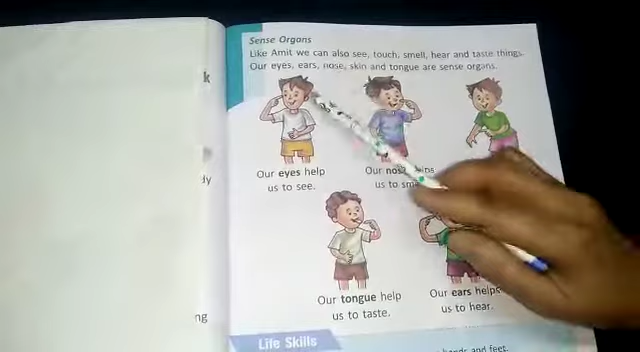 Sense Organs
Like Amit we can also see, touch, smell, hear and taste things.
Our eyes, ears, nose, skin and tongue are sense organs.
Our eyes help
us to see.
Our nose
us to
Our tongue help
us to taste.
Our ears helps
us to hear.
Life Skills
hands and feet.